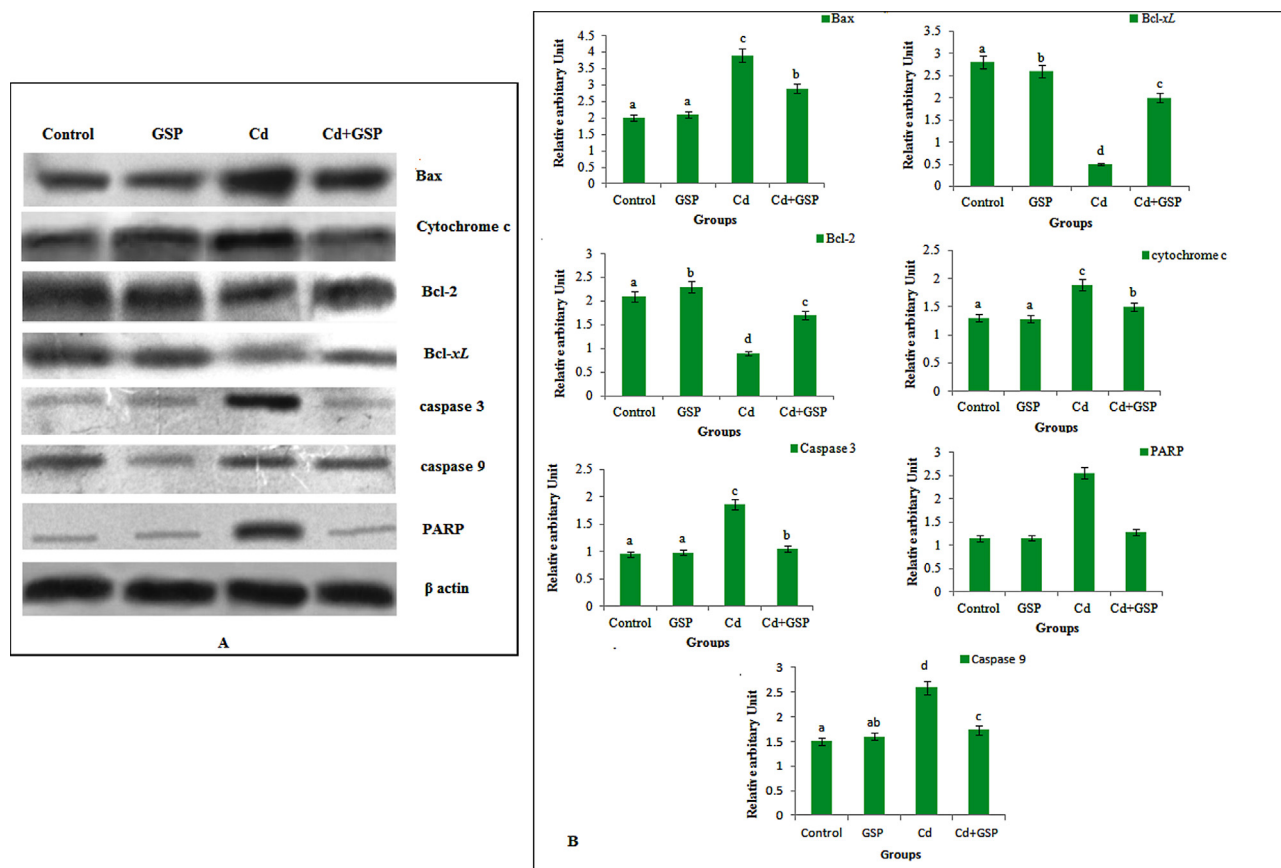 Control GSP Cd Cd+GSP
Bax
Cytochrome c
Bcl-2
Bcl-xL
caspase 3
caspase 9
PARP
β actin
A
Bax
Relative arbitary Unit
4.5
4
3.5
3
2.5
2
1.5
1
0.5
0
a a c b
Control GSP Cd Cd+GSP
Groups
Bcl-xL
Relative arbitary Unit
3.5
3
2.5
2
1.5
1
0.5
0
a b d c
Control GSP Cd Cd+GSP
Groups
Bcl-2
Relative arbitary Unit
3
2.5
2
1.5
1
0.5
0
a b d c
Control GSP Cd Cd+GSP
Groups
cytochrome c
Relative arbitary Unit
2.5
2
1.5
1
0.5
0
a a c b
Control GSP Cd Cd+GSP
Groups
Caspase 3
Relative arbitary Unit
2.5
2
1.5
1
0.5
0
a a c b
Control GSP Cd Cd+GSP
Groups
PARP
Relative arbitary Unit
3
2.5
2
1.5
1
0.5
0
Control GSP Cd Cd+GSP
Groups
Caspase 9
Relative arbitary Unit
3
2.5
2
1.5
1
0.5
0
a ab d c
Control GSP Cd Cd+GSP
Groups
B